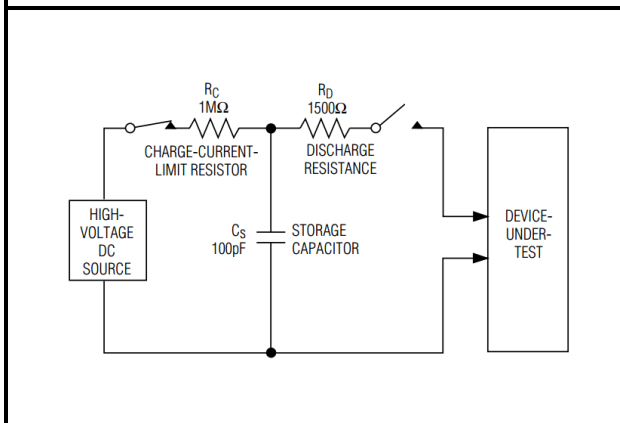 RC
1MΩ
CHARGE-CURRENT-
LIMIT RESISTOR
RD
1500Ω
DISCHARGE
RESISTANCE
HIGH-
VOLTAGE
DC
SOURCE
CS
100pF
STORAGE
CAPACITOR
DEVICE-
UNDER-
TEST